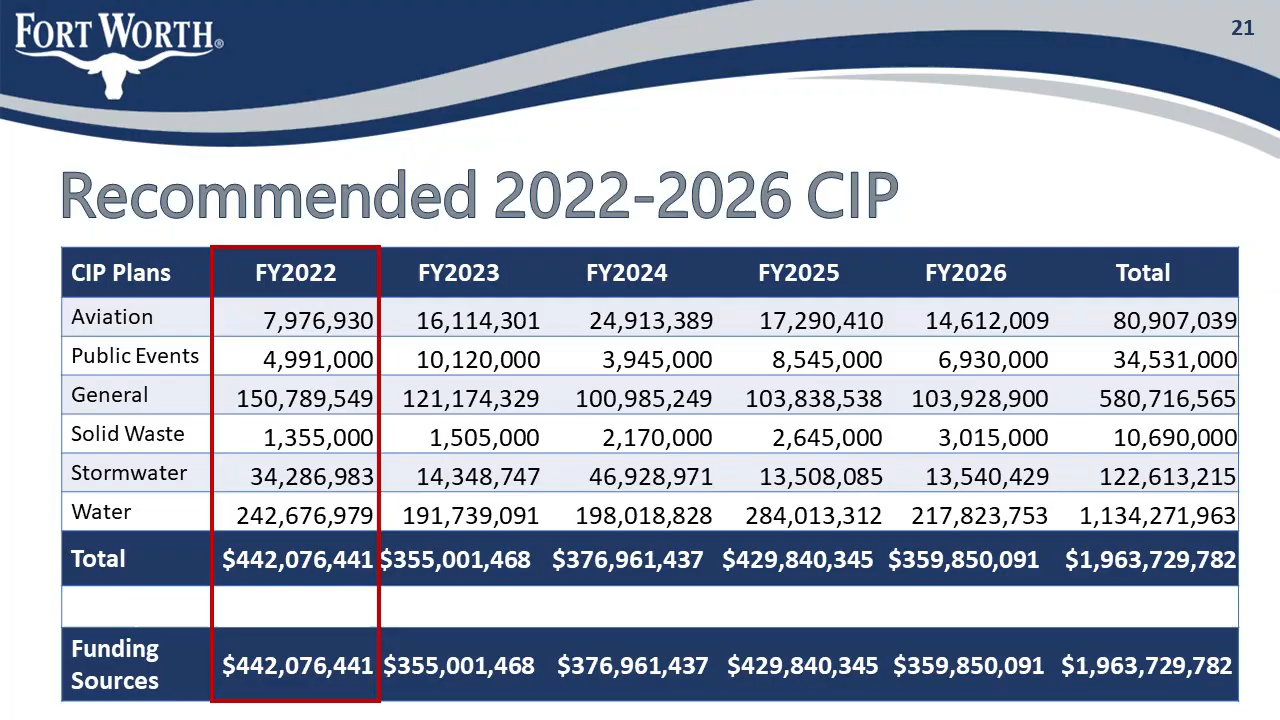 FORT WORTH®
21
Recommended 2022-2026 CIP
CIP Plans FY2022 FY2023 FY2024 FY2025 FY2026 Total
Aviation 7,976,930 16,114,301 24,913,389 17,290,410 14,612,009 80,907,039
Public Events 4,991,000 10,120,000 3,945,000 8,545,000 6,930,000 34,531,000
General 150,789,549 121,174,329 100,985,249 103,838,538 103,928,900 580,716,565
Solid Waste 1,355,000 1,505,000 2,170,000 2,645,000 3,015,000 10,690,000
Stormwater 34,286,983 14,348,747 46,928,971 13,508,085 13,540,429 122,613,215
Water 242,676,979 191,739,091 198,018,828 284,013,312 217,823,753 1,134,271,963
Total $442,076,441 $355,001,468 $376,961,437 $429,840,345 $359,850,091 $1,963,729,782
Funding
Sources $442,076,441 $355,001,468 $376,961,437 $429,840,345 $359,850,091 $1,963,729,782